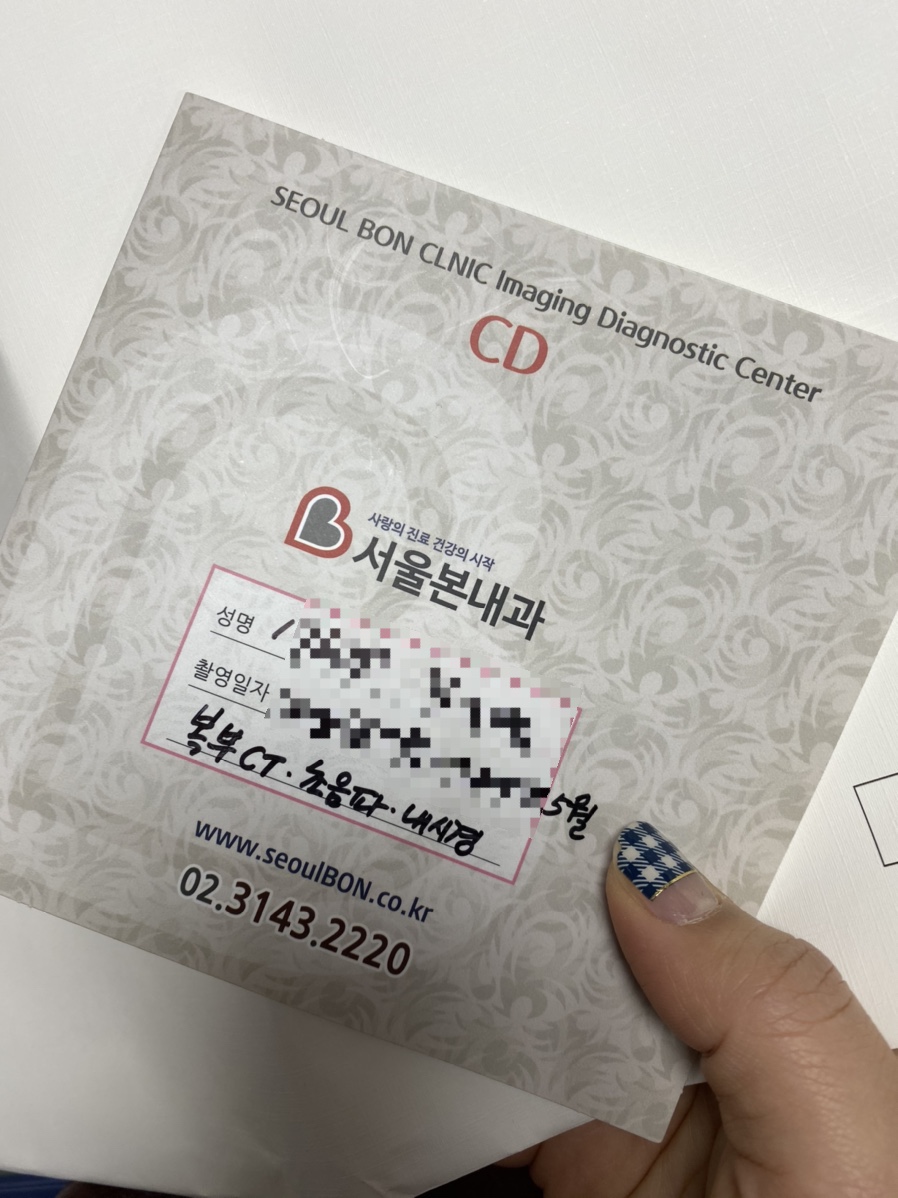 SEOUL BON CLNIC Imaging Diagnostic Center
CD
사랑의 진료 건강의 시작
서울본내과
성명
촬영일자
5월
복부 CT · 초음파 · 내시경
www.seoulBON.co.kr
02.3143.2220